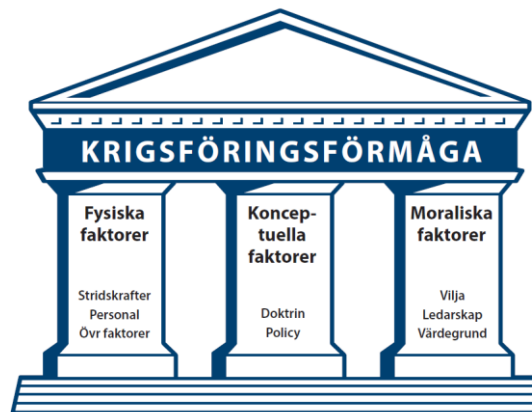 KRIGSFÖRINGSFÖRMÅGA
Fysiska
faktorer
Stridskrafter
Personal
Övr faktorer
Koncep-
tuella
faktorer
Doktrin
Policy
Moraliska
faktorer
Vilja
Ledarskap
Värdegrund